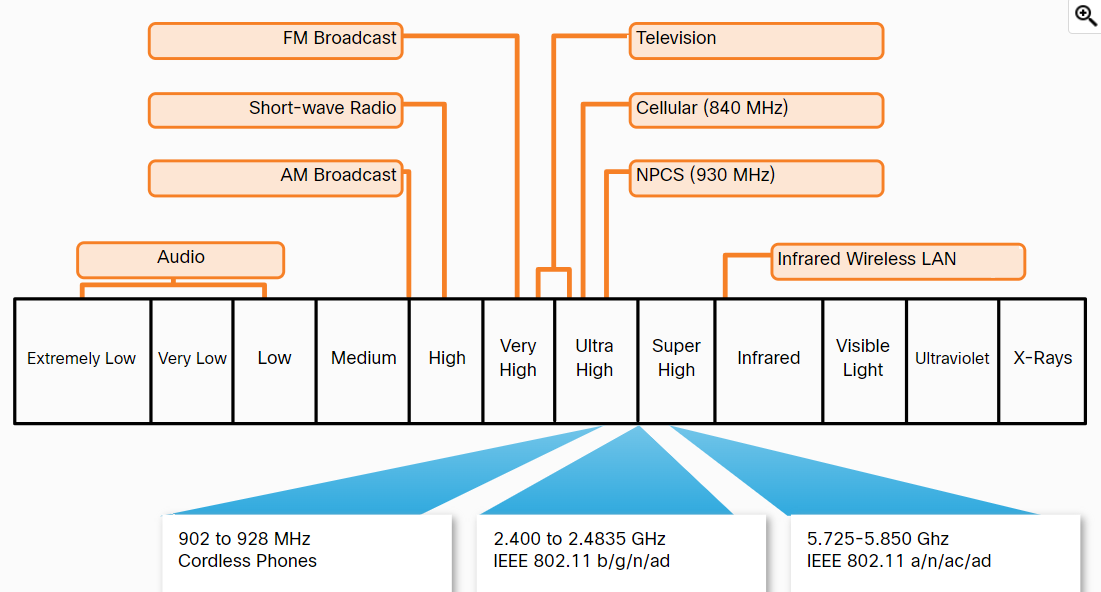 FM Broadcast
Television
Short-wave Radio
Cellular (840 MHz)
AM Broadcast
NPCS (930 MHz)
Audio
Infrared Wireless LAN
Extremely Low
Very Low
Low
Medium
High
Very
High
Ultra
High
Super
High
Infrared
Visible
Light
Ultraviolet
X-Rays
902 to 928 MHz
Cordless Phones
2.400 to 2.4835 GHz
IEEE 802.11 b/g/n/ad
5.725-5.850 Ghz
IEEE 802.11 a/n/ac/ad